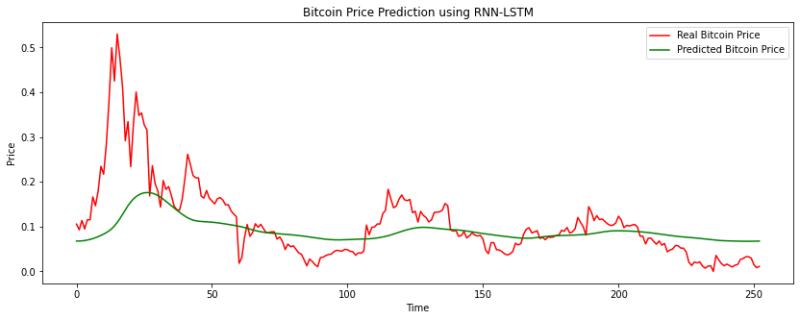 Bitcoin Price Prediction using RNN-LSTM
Real Bitcoin Price
Predicted Bitcoin Price
Price
0.5
0.4
0.3
0.2
0.1
0.0
0 50 100 150 200 250
Time